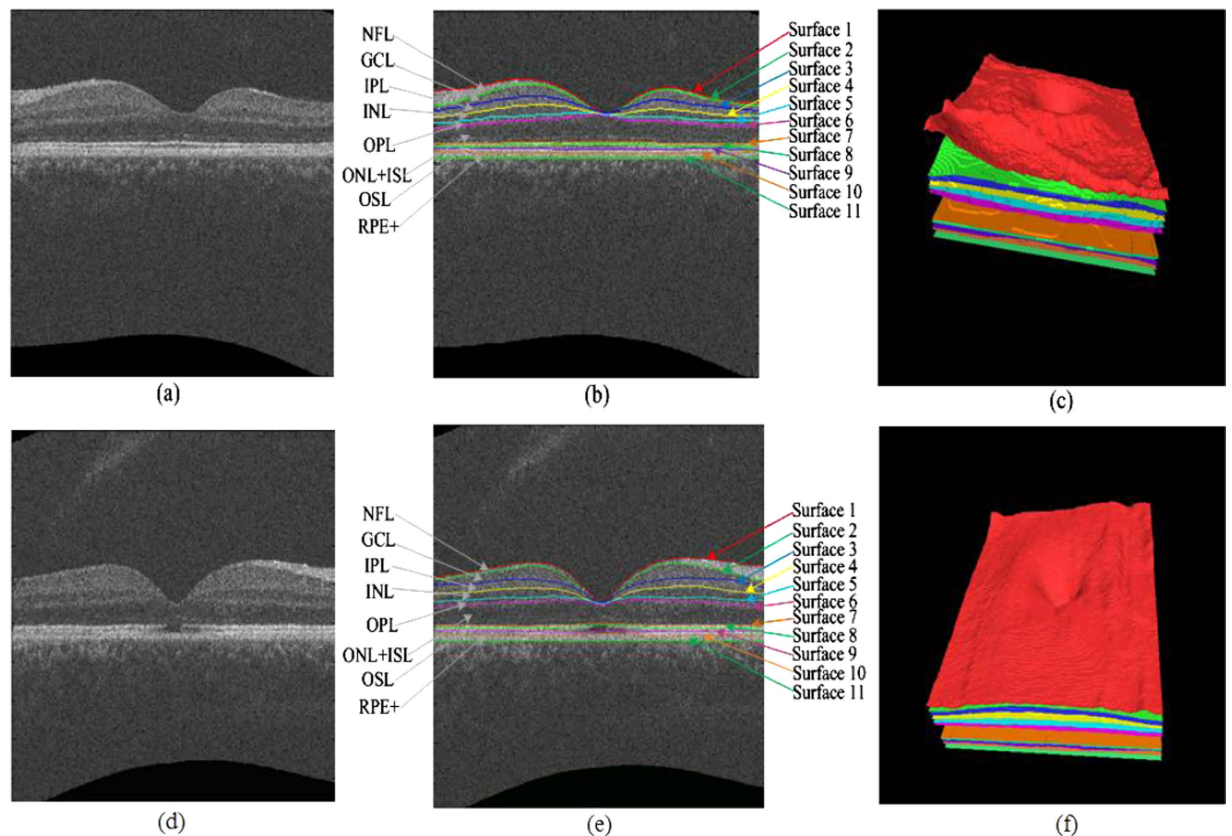 NFL
GCL
IPL
INL
OPL
ONL+ISL
OSL
RPE+
Surface 1
Surface 2
Surface 3
Surface 4
Surface 5
Surface 6
Surface 7
Surface 8
Surface 9
Surface 10
Surface 11
(a)
(b)
(c)
NFL
GCL
IPL
INL
OPL
ONL+ISL
OSL
RPE+
Surface 1
Surface 2
Surface 3
Surface 4
Surface 5
Surface 6
Surface 7
Surface 8
Surface 9
Surface 10
Surface 11
(d)
(e)
(f)